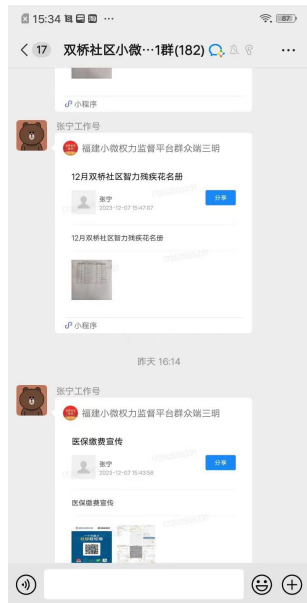 15:34
87
17 双桥社区小微…1群(182)
小程序
张宁工作号
福建小微权力监督平台群众端三明
12月双桥社区智力残疾花名册
张宁
2023-12-07 15:47:07
分享
12月双桥社区智力残疾花名册
小程序
昨天 16:14
张宁工作号
福建小微权力监督平台群众端三明
医保缴费宣传
张宁
2023-12-07 15:43:58
分享
医保缴费宣传